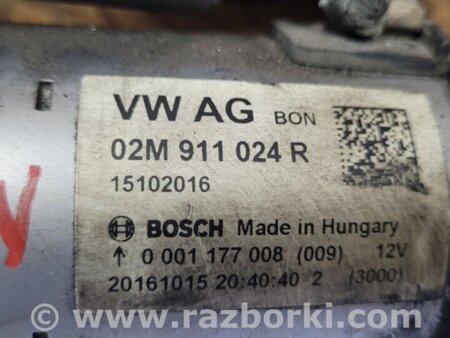 VW AG BON
02M 911 024 R
15102016
BOSCH Made in Hungary
↑ 0 001 177 008 (009) 12V
20161015 20:40:40 2 (3000)
© www.razborki.com